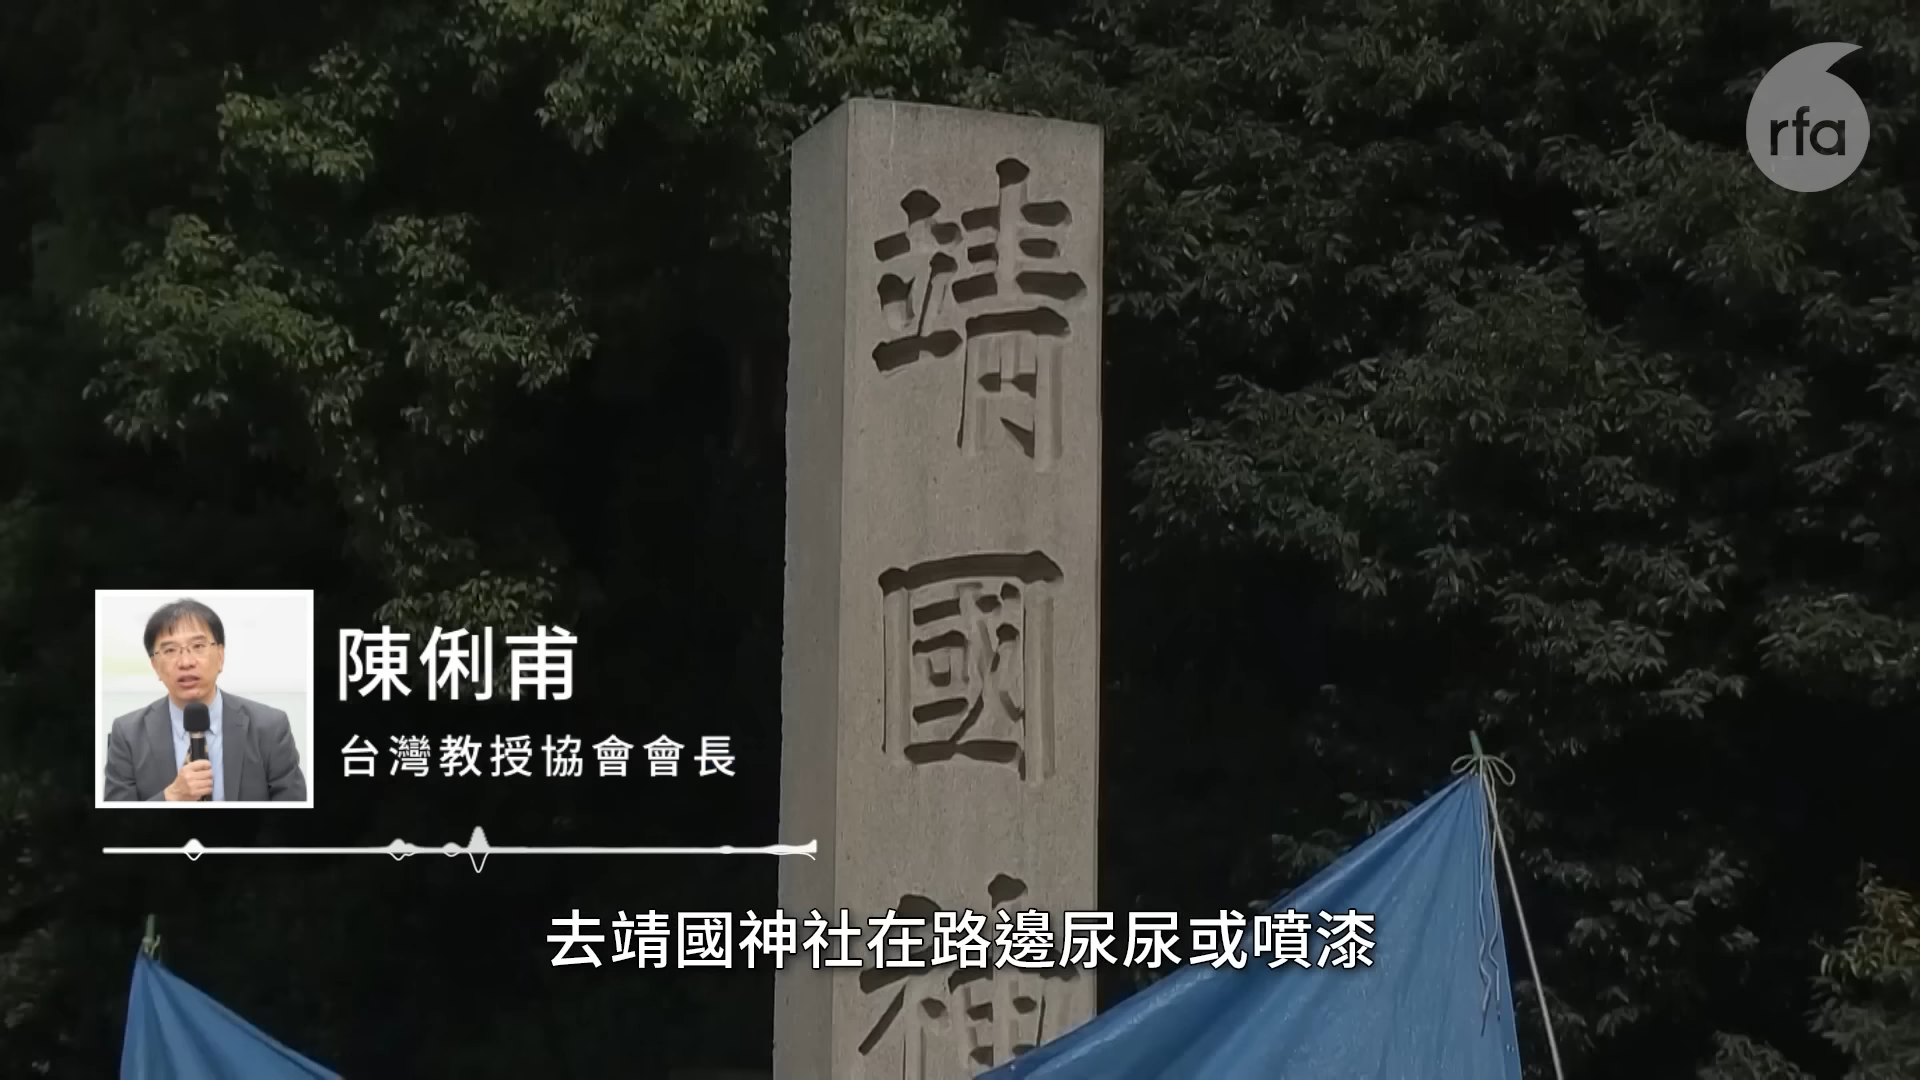 rfa
靖
國
神
陳俐甫
台灣教授協會會長
去靖國神社在路邊尿尿或噴漆